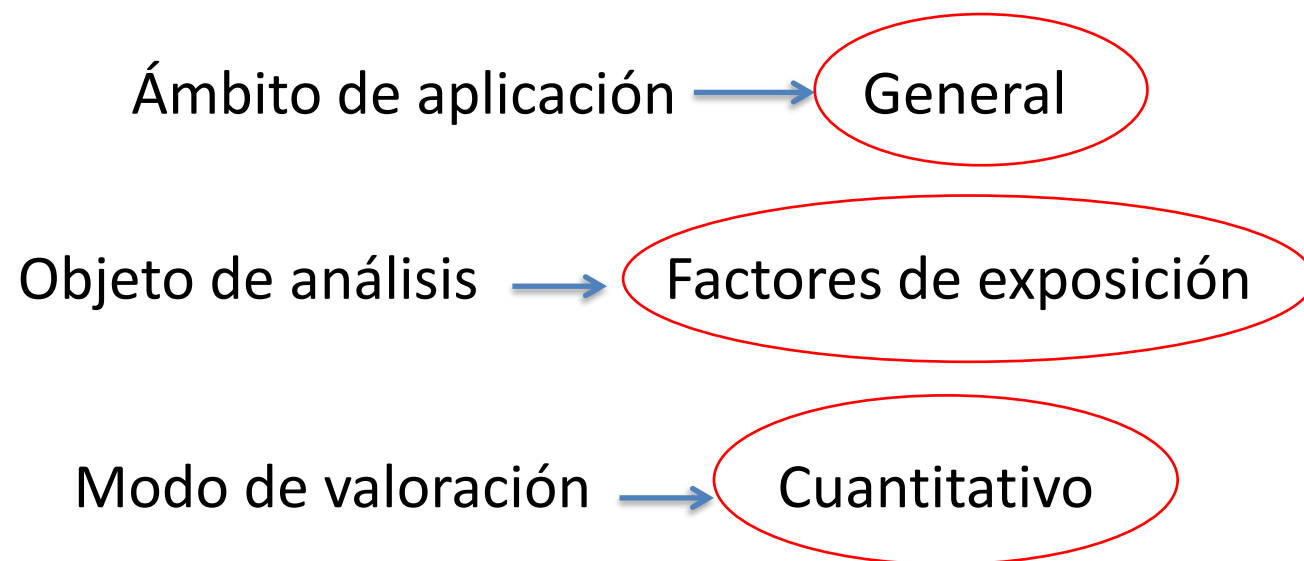 Ámbito de aplicación General
Objeto de análisis Factores de exposición
Modo de valoración Cuantitativo